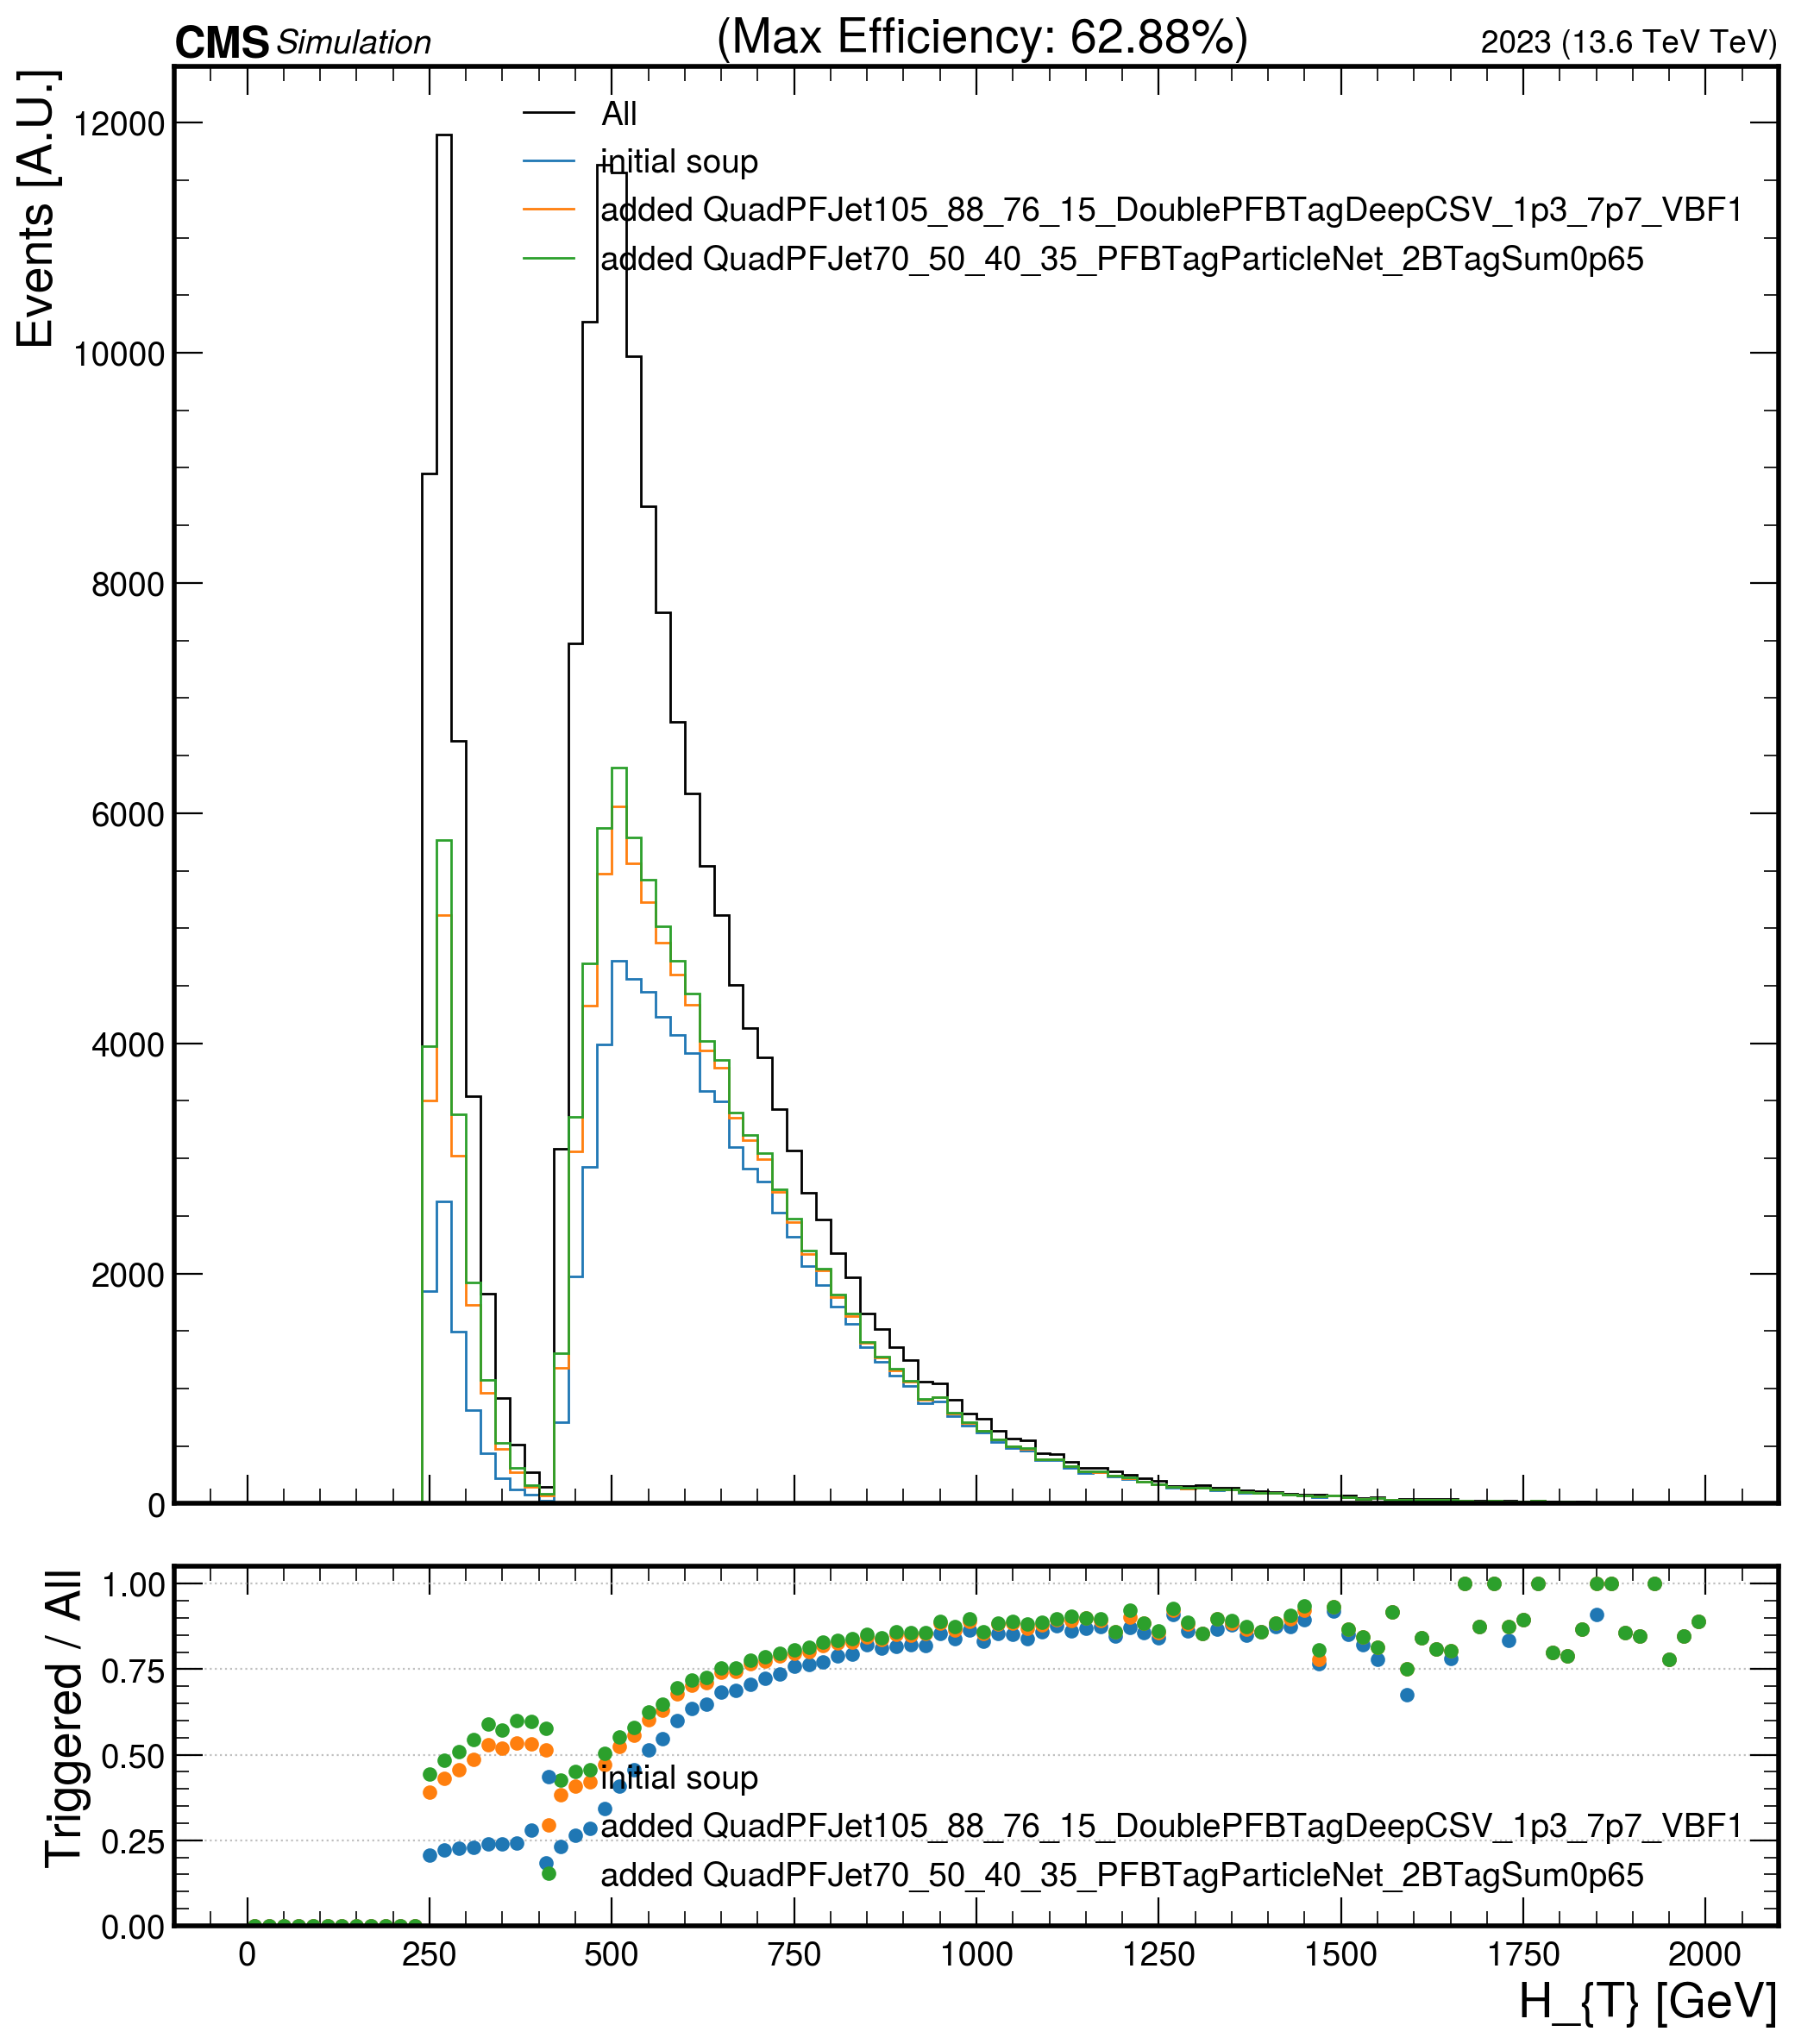 CMS Simulation (Max Efficiency: 62.88%) 2023 (13.6 TeV TeV)
Events [A.U.]
12000
10000
8000
6000
4000
2000
0
All
initial soup
added QuadPFJet105_88_76_15_DoublePFBTagDeepCSV_1p3_7p7_VBF1
added QuadPFJet70_50_40_35_PFBTagParticleNet_2BTagSum0p65
Triggered / All
1.00
0.75
0.50
0.25
0.00
initial soup
added QuadPFJet105_88_76_15_DoublePFBTagDeepCSV_1p3_7p7_VBF1
added QuadPFJet70_50_40_35_PFBTagParticleNet_2BTagSum0p65
0 250 500 750 1000 1250 1500 1750 2000
H_{T} [GeV]